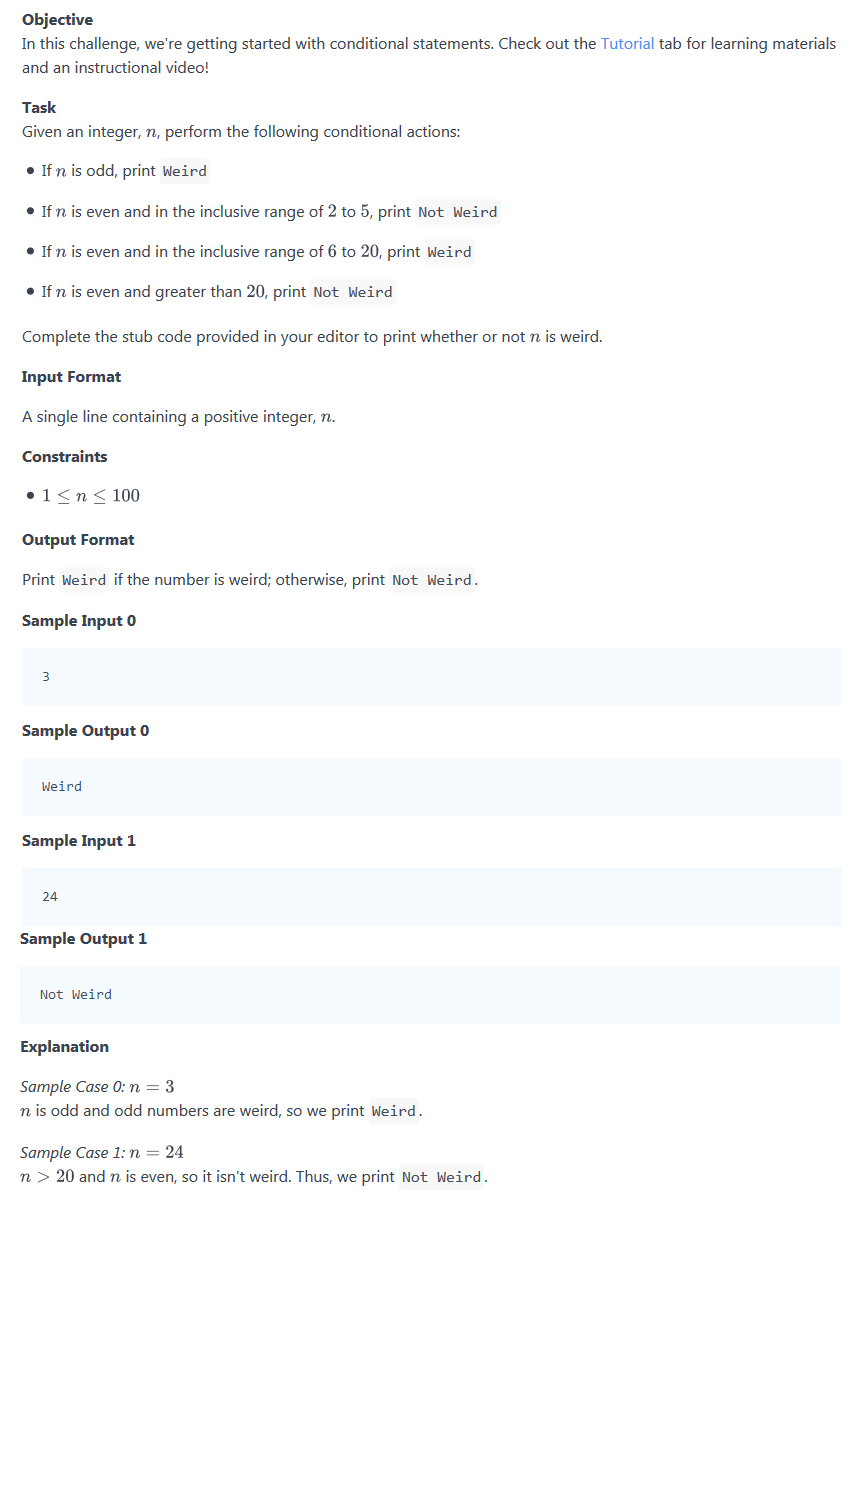 Objective
In this challenge, we're getting started with conditional statements. Check out the Tutorial tab for learning materials
and an instructional video!
Task
Given an integer, n, perform the following conditional actions:
• If n is odd, print Weird
• If n is even and in the inclusive range of 2 to 5, print Not Weird
• If n is even and in the inclusive range of 6 to 20, print Weird
• If n is even and greater than 20, print Not Weird
Complete the stub code provided in your editor to print whether or not n is weird.
Input Format
A single line containing a positive integer, n.
Constraints
• 1 ≤ n ≤ 100
Output Format
Print Weird if the number is weird; otherwise, print Not Weird.
Sample Input 0
3
Sample Output 0
Weird
Sample Input 1
24
Sample Output 1
Not Weird
Explanation
Sample Case 0: n = 3
n is odd and odd numbers are weird, so we print Weird.
Sample Case 1: n = 24
n > 20 and n is even, so it isn't weird. Thus, we print Not Weird.